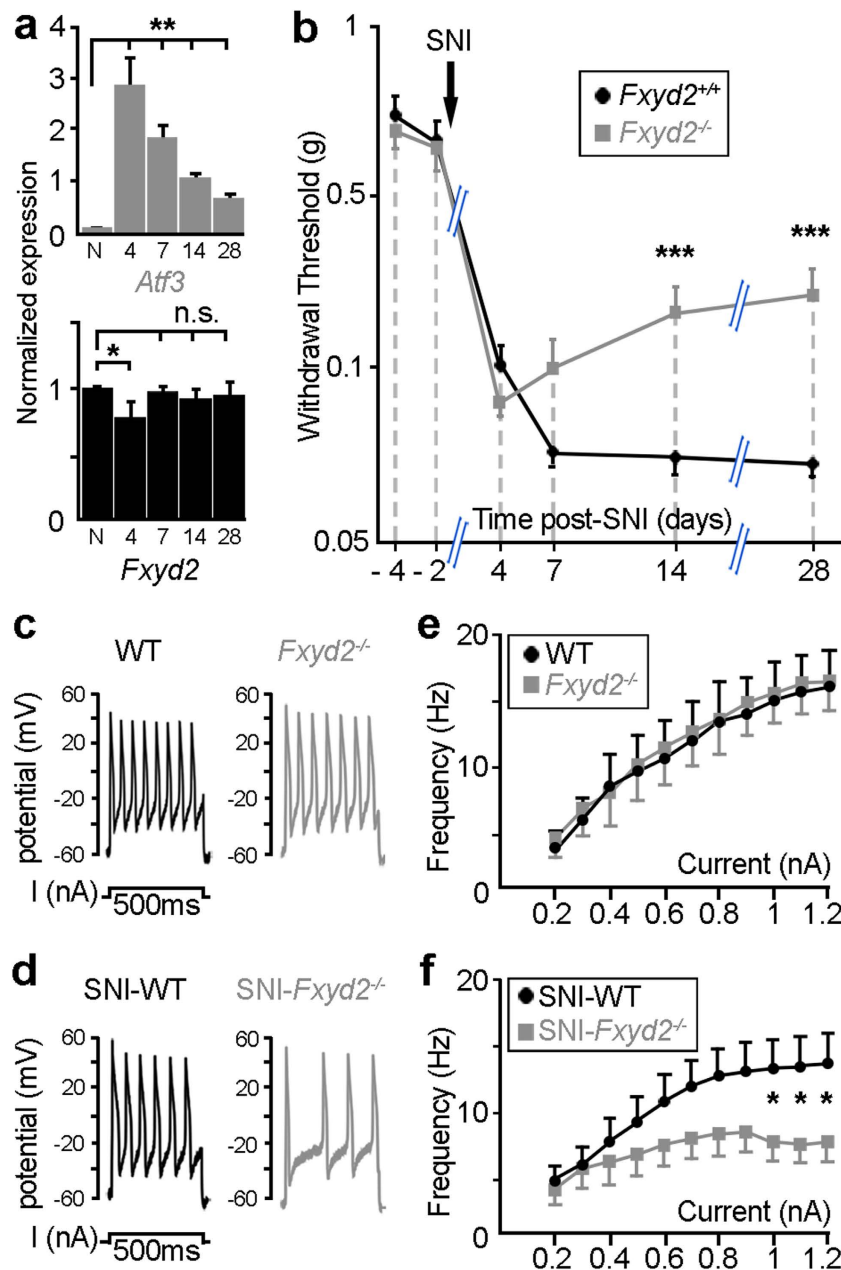 a
Normalized expression
4
3
2
1
0
**
N 4 7 14 28
Atf3
1
0
*
n.s.
N 4 7 14 28
Fxyd2
b
Withdrawal Threshold (g)
1
0.5
0.1
0.05
SNI
Fxyd2+/+
Fxyd2-/-
***
***
Time post-SNI (days)
-4 -2 4 7 14 28
c
WT
Fxyd2-/-
potential (mV)
60
20
-20
-60
60
20
-20
-60
I (nA)
500ms
e
WT
Fxyd2-/-
Frequency (Hz)
20
10
0
Current (nA)
0.2 0.4 0.6 0.8 1 1.2
d
SNI-WT
SNI-Fxyd2-/-
potential (mV)
60
20
-20
-60
60
20
-20
-60
I (nA)
500ms
f
SNI-WT
SNI-Fxyd2-/-
Frequency (Hz)
20
10
0
* * *
Current (nA)
0.2 0.4 0.6 0.8 1 1.2